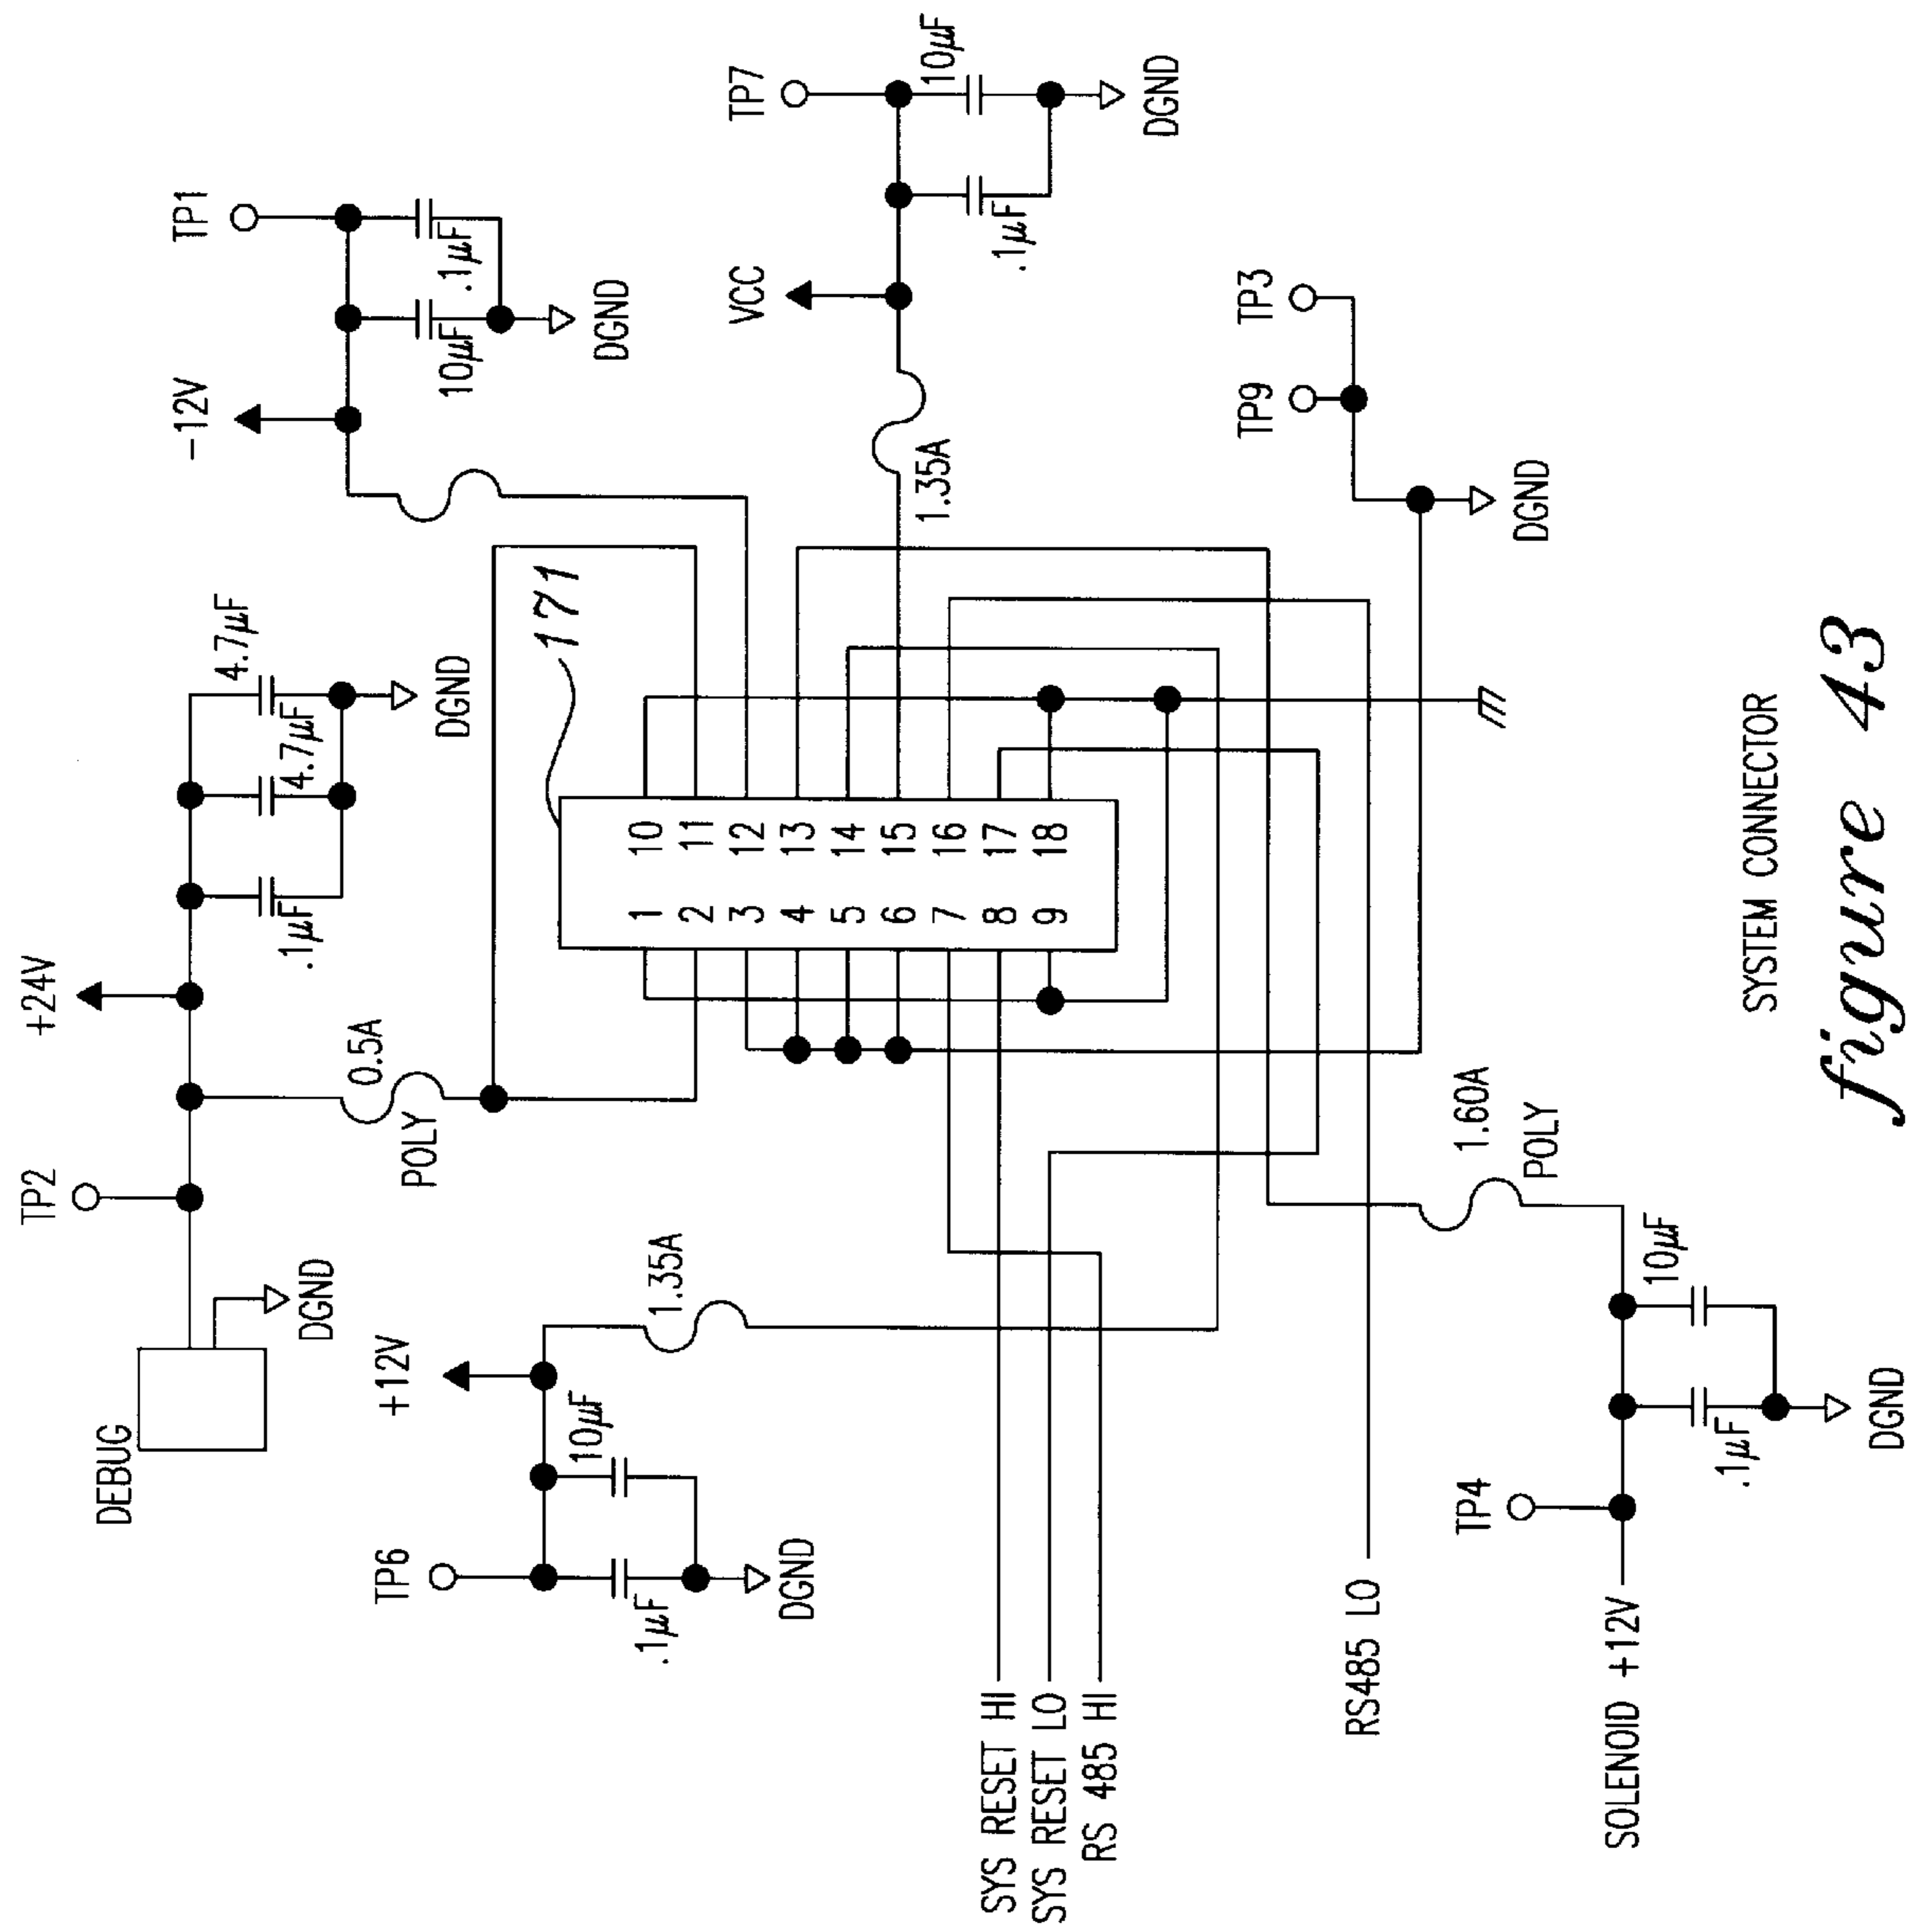 TP2
+24V
4.7µF
4.7µF
.1µF
DGND
0.5A
POLY
DEBUG
DGND
-12V
TP1
10µF
.1µF
DGND
171
+12V
1.35A
TP6
10µF
.1µF
DGND
VCC
TP7
10µF
.1µF
DGND
1.35A
1 10
2 11
3 12
4 13
5 14
6 15
7 16
8 17
9 18
SYS RESET HI
SYS RESET LO
RS 485 HI
TP9
TP3
DGND
RS485 LO
1.60A
POLY
TP4
10µF
.1µF
SOLENOID +12V
DGND
SYSTEM CONNECTOR
figure 43